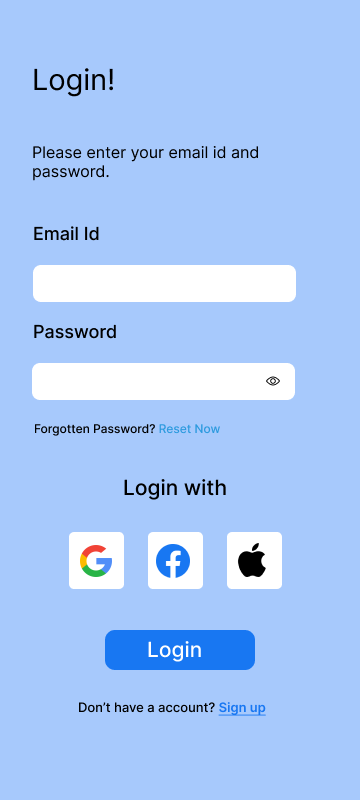 Login!
Please enter your email id and
password.
Email Id
Password
Forgotten Password? Reset Now
Login with
Login
Don’t have a account? Sign up